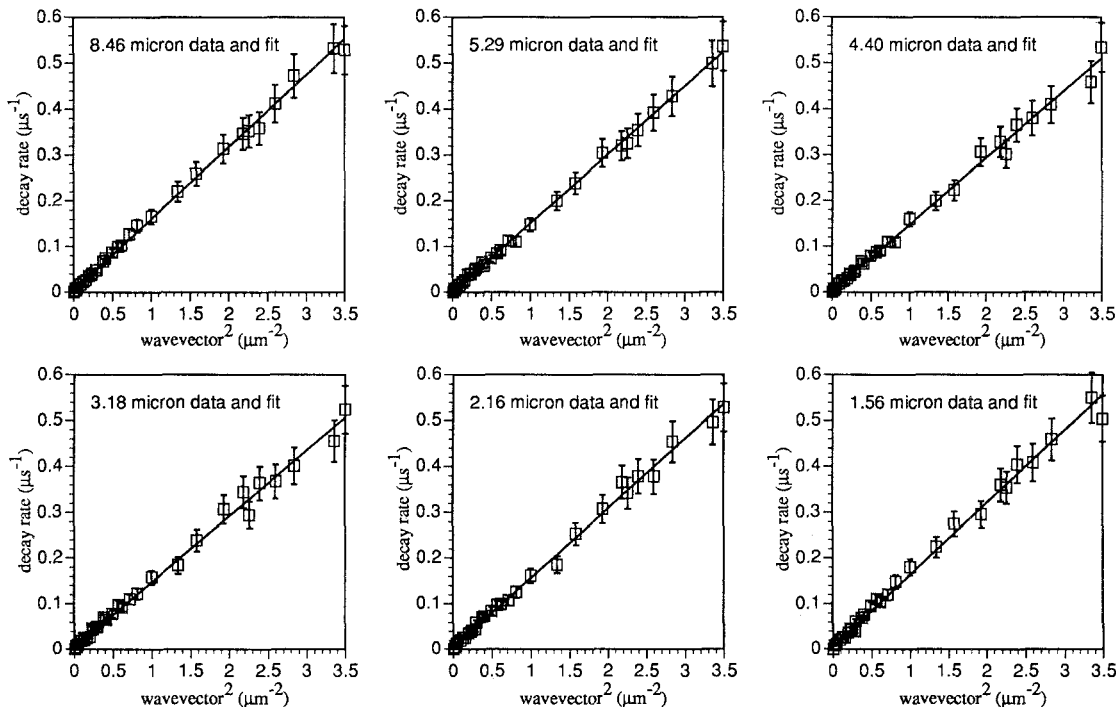 0.6
8.46 micron data and fit
0.5
0.4
0.3
0.2
0.1
0
decay rate (μs⁻¹)
0 0.5 1 1.5 2 2.5 3 3.5
wavevector² (μm⁻²)
0.6
5.29 micron data and fit
0.5
0.4
0.3
0.2
0.1
0
decay rate (μs⁻¹)
0 0.5 1 1.5 2 2.5 3 3.5
wavevector² (μm⁻²)
0.6
4.40 micron data and fit
0.5
0.4
0.3
0.2
0.1
0
decay rate (μs⁻¹)
0 0.5 1 1.5 2 2.5 3 3.5
wavevector² (μm⁻²)
0.6
3.18 micron data and fit
0.5
0.4
0.3
0.2
0.1
0
decay rate (μs⁻¹)
0 0.5 1 1.5 2 2.5 3 3.5
wavevector² (μm⁻²)
0.6
2.16 micron data and fit
0.5
0.4
0.3
0.2
0.1
0
decay rate (μs⁻¹)
0 0.5 1 1.5 2 2.5 3 3.5
wavevector² (μm⁻²)
0.6
1.56 micron data and fit
0.5
0.4
0.3
0.2
0.1
0
decay rate (μs⁻¹)
0 0.5 1 1.5 2 2.5 3 3.5
wavevector² (μm⁻²)